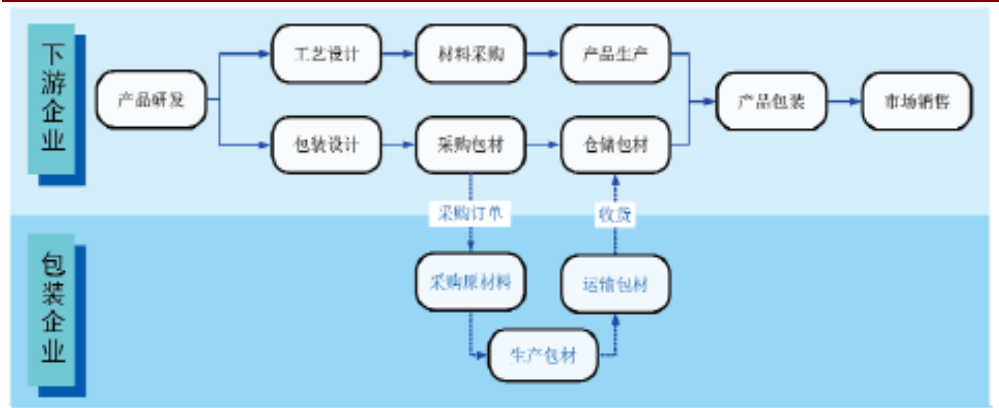 下游企业
产品研发
工艺设计
材料采购
产品生产
包装设计
采购包材
仓储包材
产品包装
市场销售
采购订单
收货
包装企业
采购原材料
运输包材
生产包材